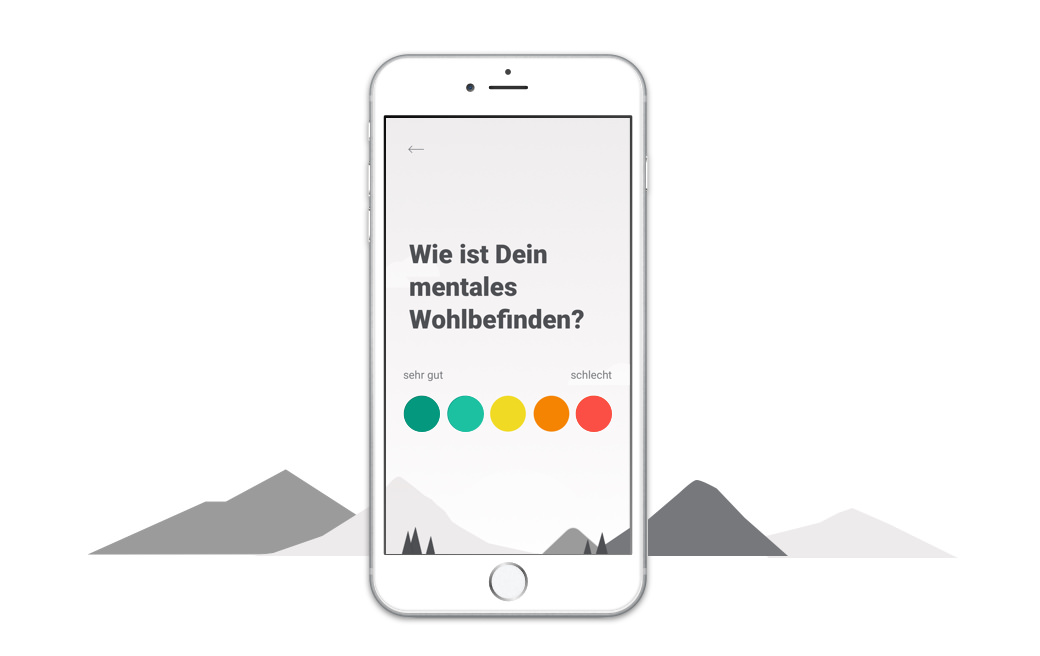 Wie ist Dein
mentales
Wohlbefinden?
sehr gut
schlecht